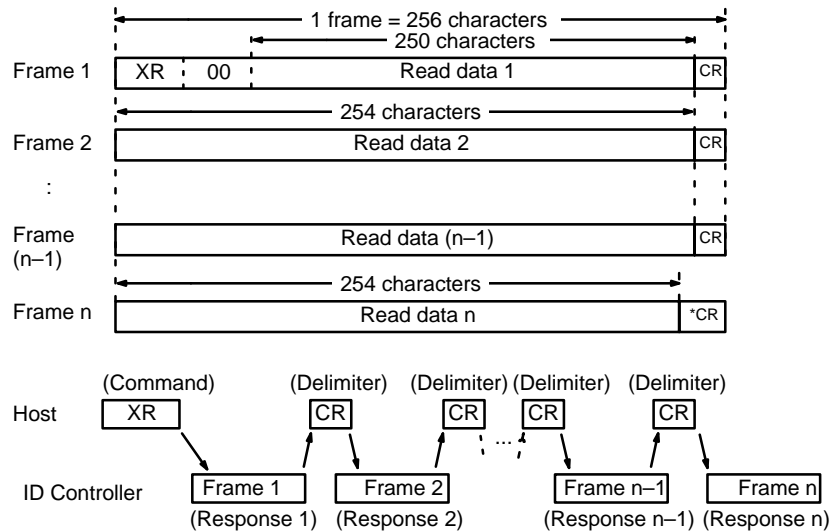 1 frame = 256 characters
250 characters
Frame 1 XR 00 Read data 1 CR
254 characters
Frame 2 Read data 2 CR
:
Frame (n–1) Read data (n–1) CR
254 characters
Frame n Read data n *CR
(Command) (Delimiter) (Delimiter) (Delimiter) (Delimiter)
Host XR CR CR CR CR
...
ID Controller Frame 1 Frame 2 Frame n–1 Frame n
(Response 1) (Response 2) (Response n–1) (Response n)